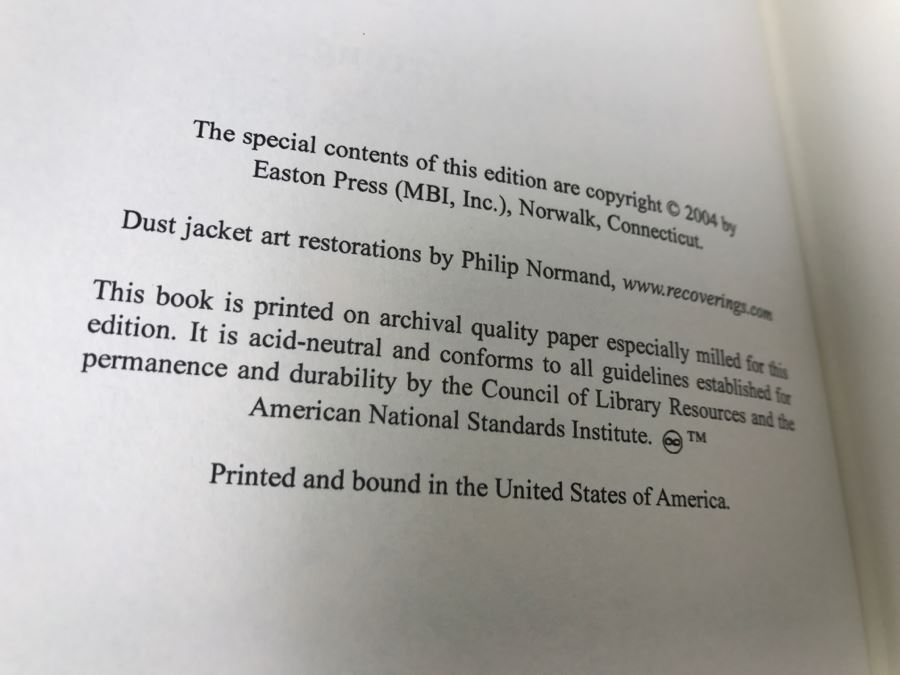 The special contents of this edition are copyright © 2004 by
Easton Press (MBI, Inc.), Norwalk, Connecticut.
Dust jacket art restorations by Philip Normand, www.recoverings.com
This book is printed on archival quality paper especially milled for this
edition. It is acid-neutral and conforms to all guidelines established for
permanence and durability by the Council of Library Resources and the
American National Standards Institute. ♾ ™
Printed and bound in the United States of America.